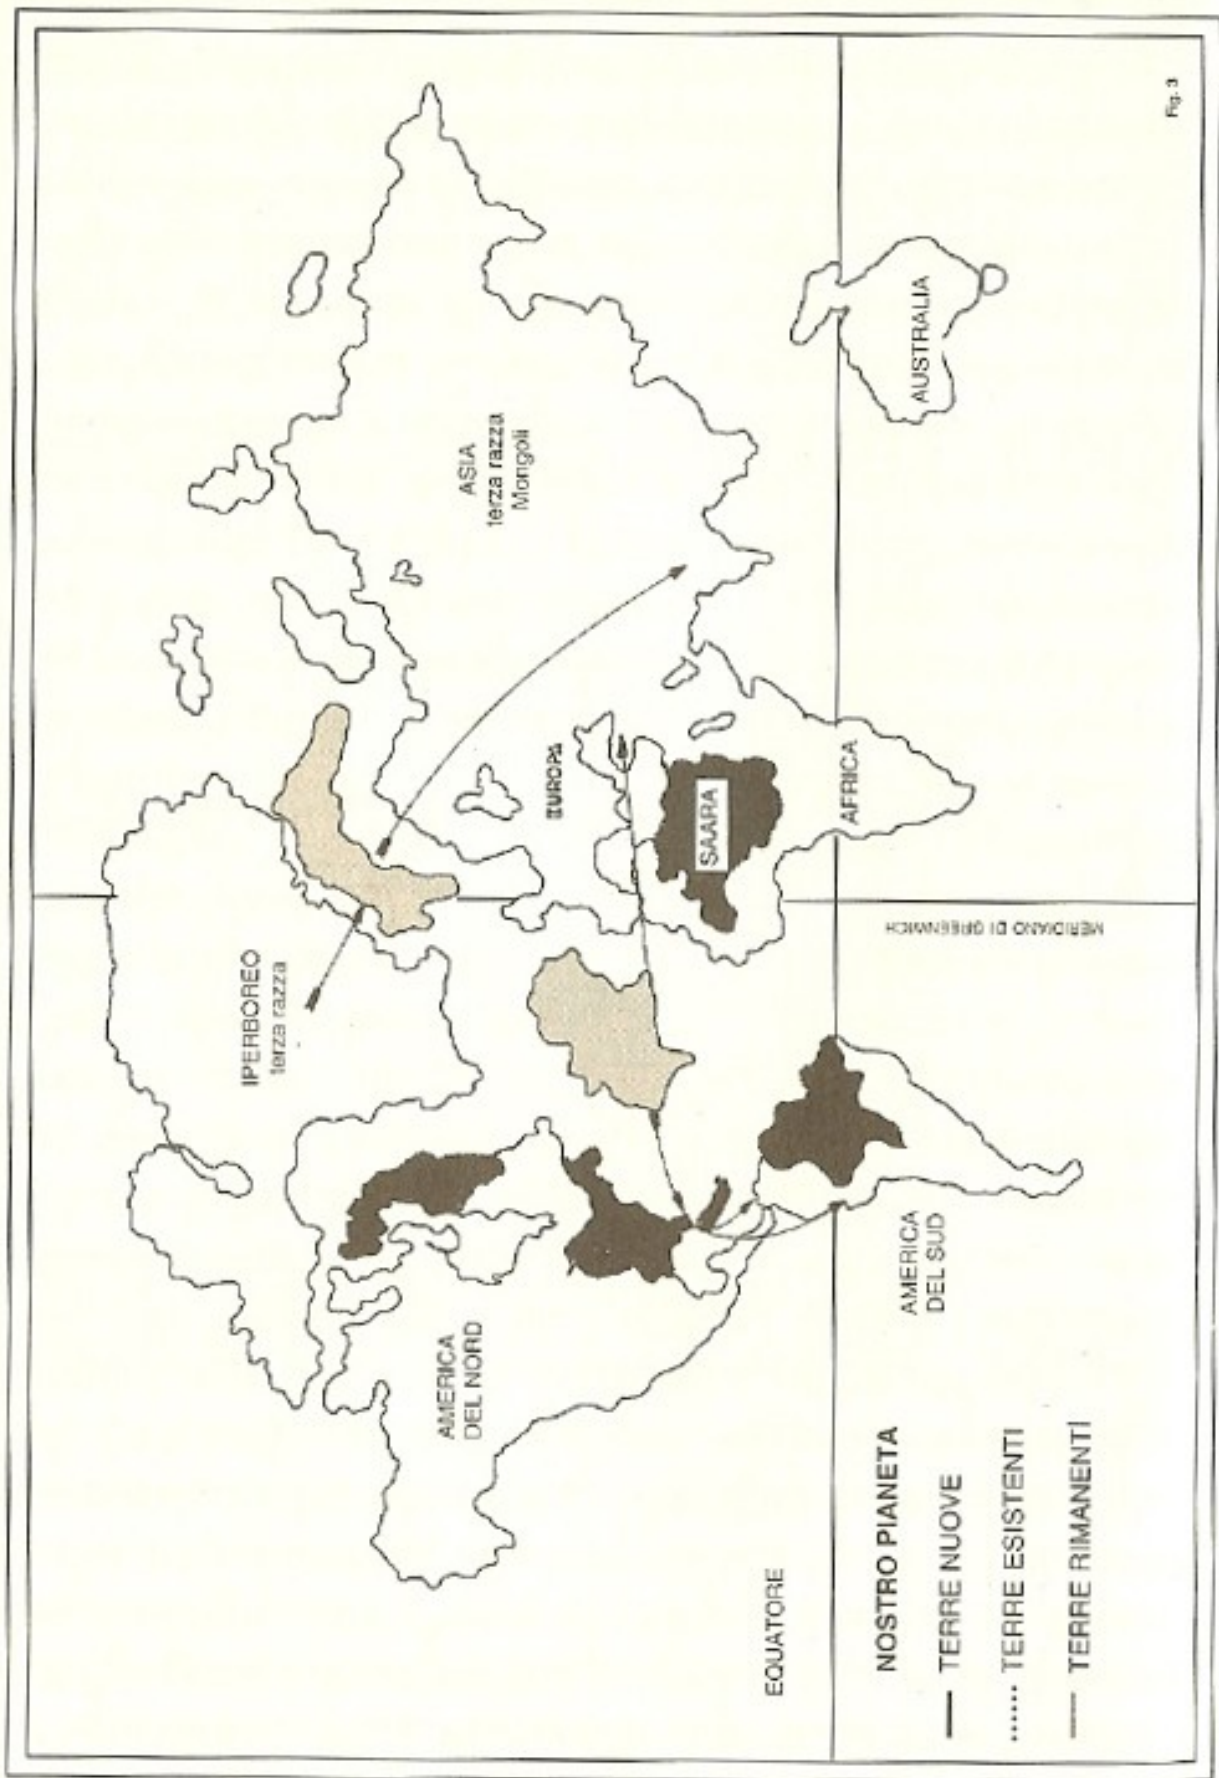 IPERBOREO
terza razza
ASIA
terza razza
Mongoli
EUROPA
AMERICA
DEL NORD
SAARA
AFRICA
AUSTRALIA
MERIDIANO DI GREENWICH
AMERICA
DEL SUD
EQUATORE
NOSTRO PIANETA
TERRE NUOVE
TERRE ESISTENTI
TERRE RIMANENTI
Fig. 3